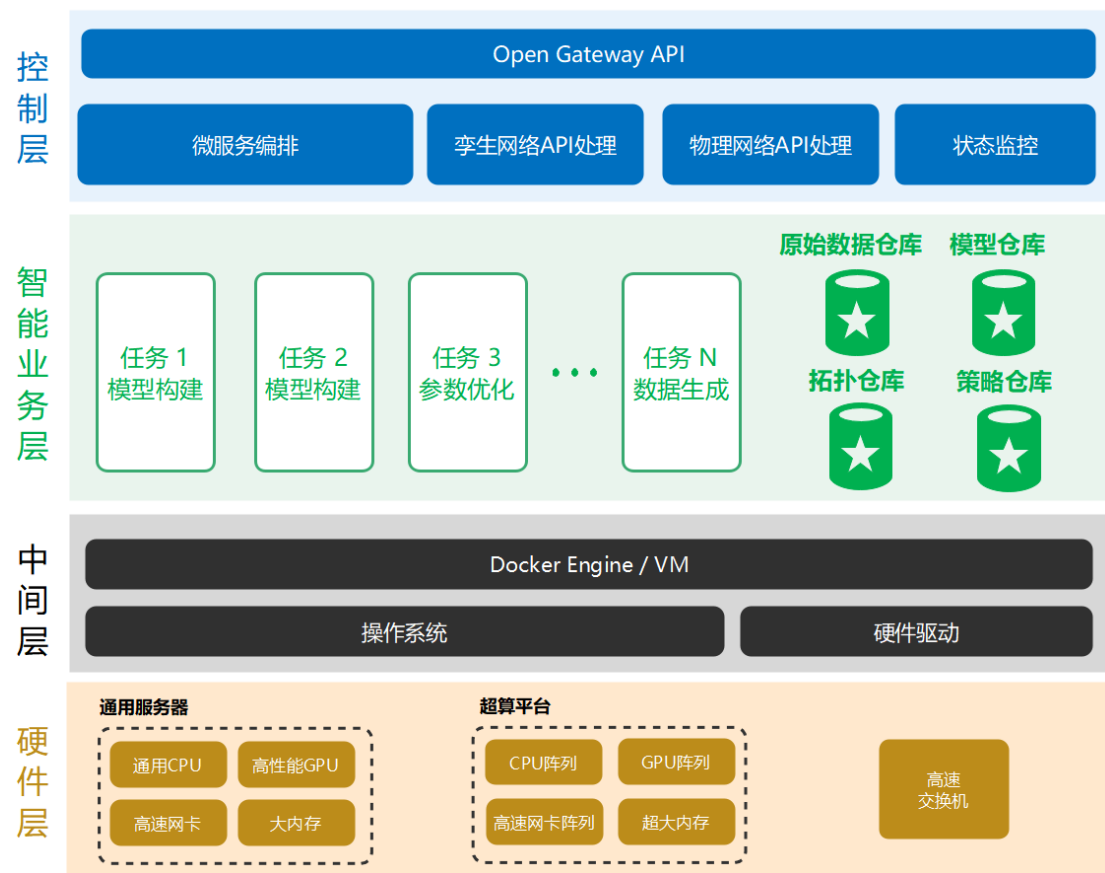 控制层
Open Gateway API
微服务编排
孪生网络API处理
物理网络API处理
状态监控
智能业务层
任务 1
模型构建
任务 2
模型构建
任务 3
参数优化
任务 N
数据生成
原始数据仓库
模型仓库
拓扑仓库
策略仓库
中间层
Docker Engine / VM
操作系统
硬件驱动
硬件层
通用服务器
通用CPU
高性能GPU
高速网卡
大内存
超算平台
CPU阵列
GPU阵列
高速网卡阵列
超大内存
高速
交换机